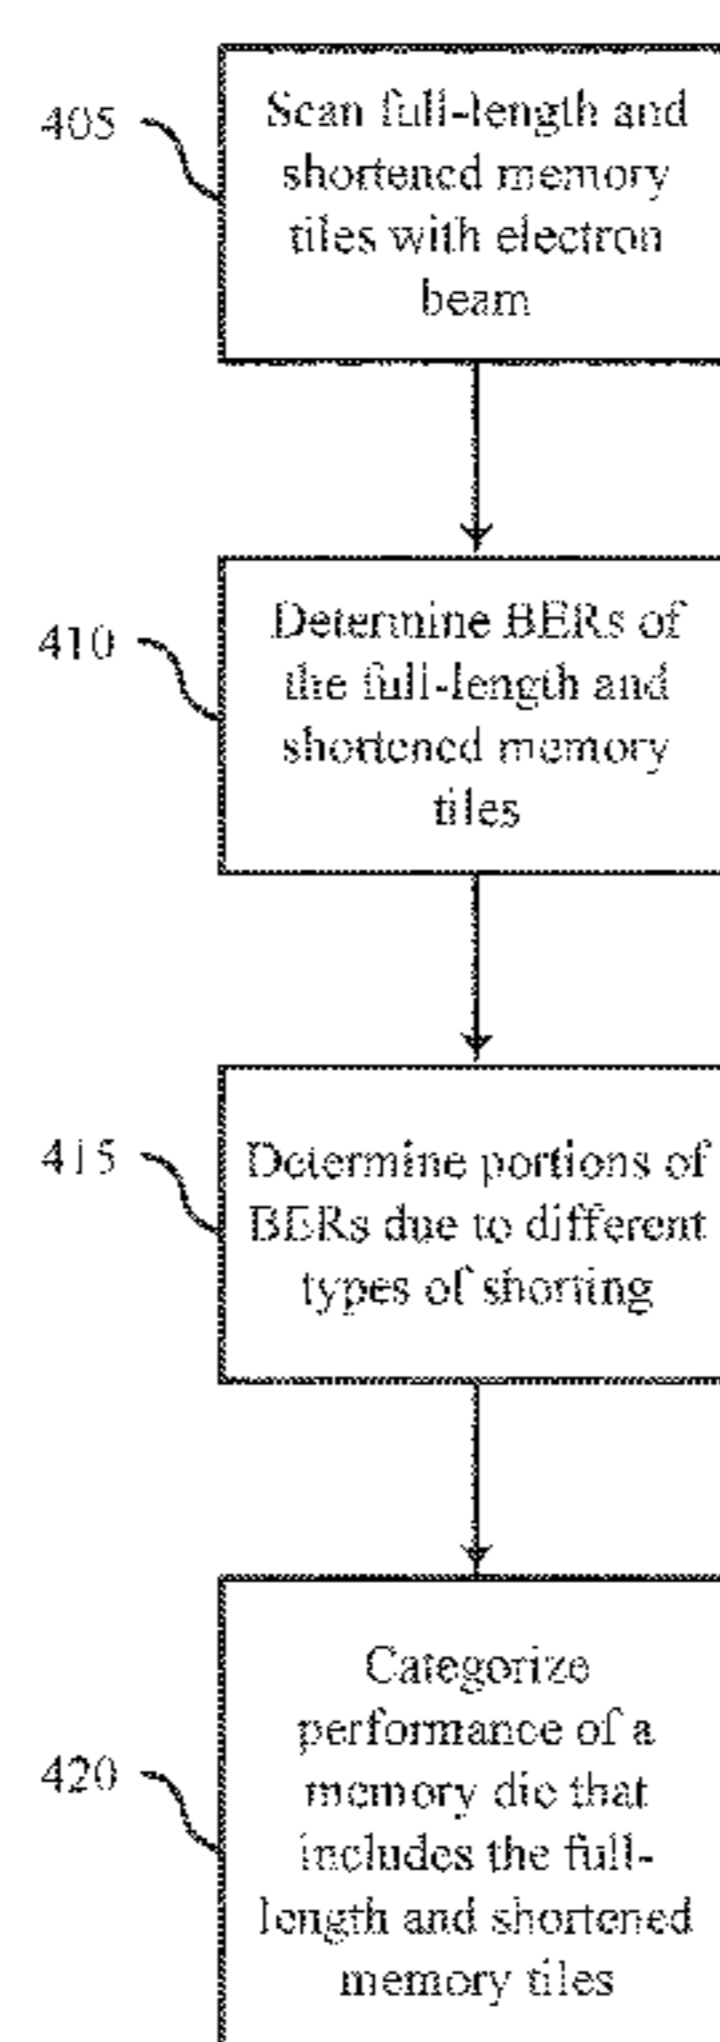 405
Scan full-length and
shortened memory
tiles with electron
beam
410
Determine BERs of
the full-length and
shortened memory
tiles
415
Determine portions of
BERs due to different
types of shorting
Categorize
performance of a
memory die that
420
includes the full-
length and shortened
memory tiles